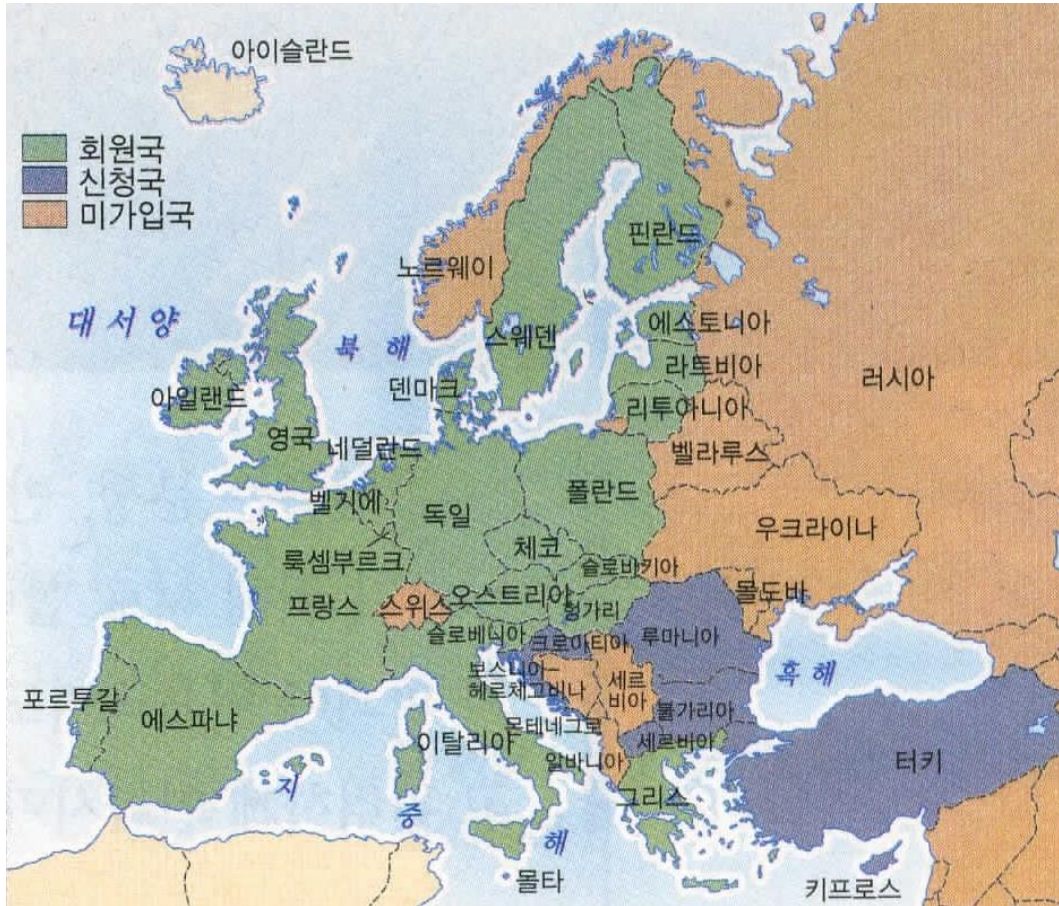 아이슬란드
회원국
신청국
미가입국
노르웨이
핀란드
대서양
북해
스웨덴
에스토니아
덴마크
라트비아
러시아
아일랜드
리투아니아
영국
네덜란드
벨라루스
벨기에
독일
폴란드
우크라이나
체코
룩셈부르크
슬로바키아
프랑스
스위스
오스트리아
헝가리
몰도바
슬로베니아
크로아티아
루마니아
보스니아-
헤르체고비나
세르
비아
흑해
포르투갈
에스파냐
몬테네그로
불가리아
이탈리아
세르비아
알바니아
터키
그리스
지
중
해
몰타
키프로스